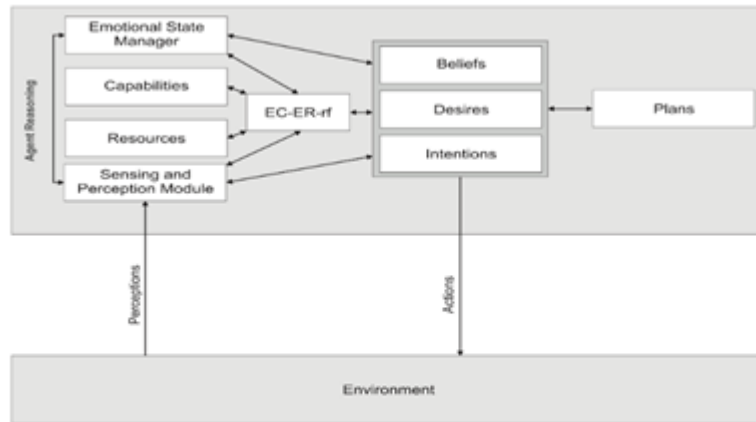 Emotional State
Manager
Capabilities
Resources
Sensing and
Perception Module
Agent Reasoning
EC-ER-rf
Beliefs
Desires
Intentions
Plans
Perceptions
Actions
Environment